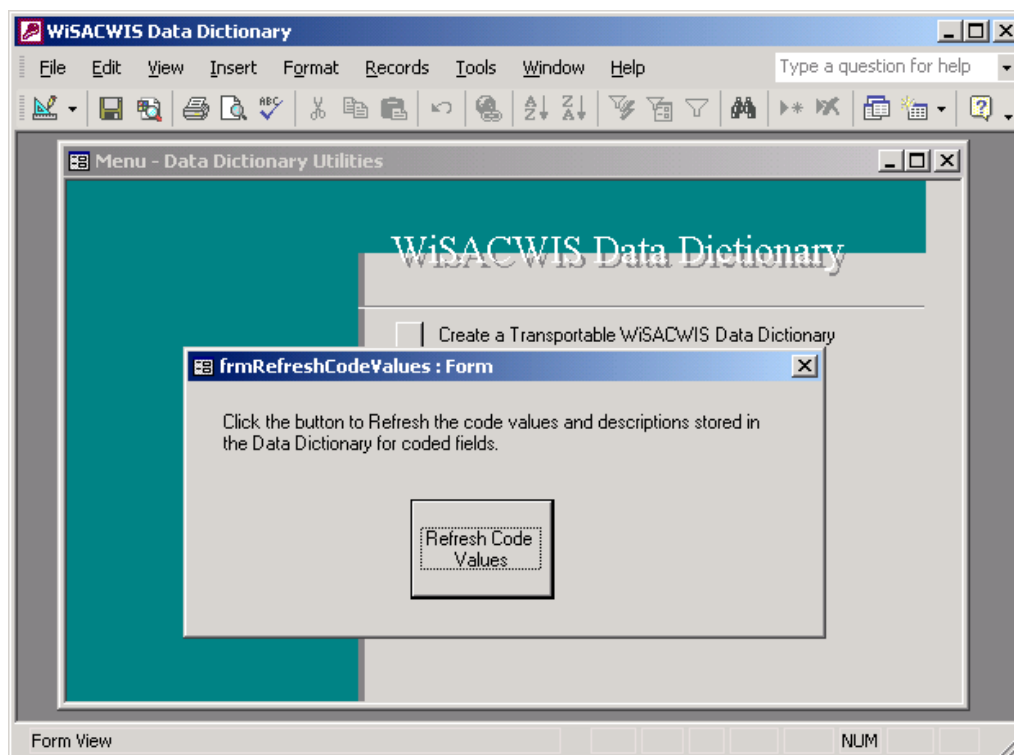 WiSACWIS Data Dictionary
File Edit View Insert Format Records Tools Window Help Type a question for help
ABC A Z Z A
Menu - Data Dictionary Utilities
WiSACWIS Data Dictionary
Create a Transportable WiSACWIS Data Dictionary
frmRefreshCodeValues : Form
Click the button to Refresh the code values and descriptions stored in
the Data Dictionary for coded fields.
Refresh Code
Values
Form View NUM